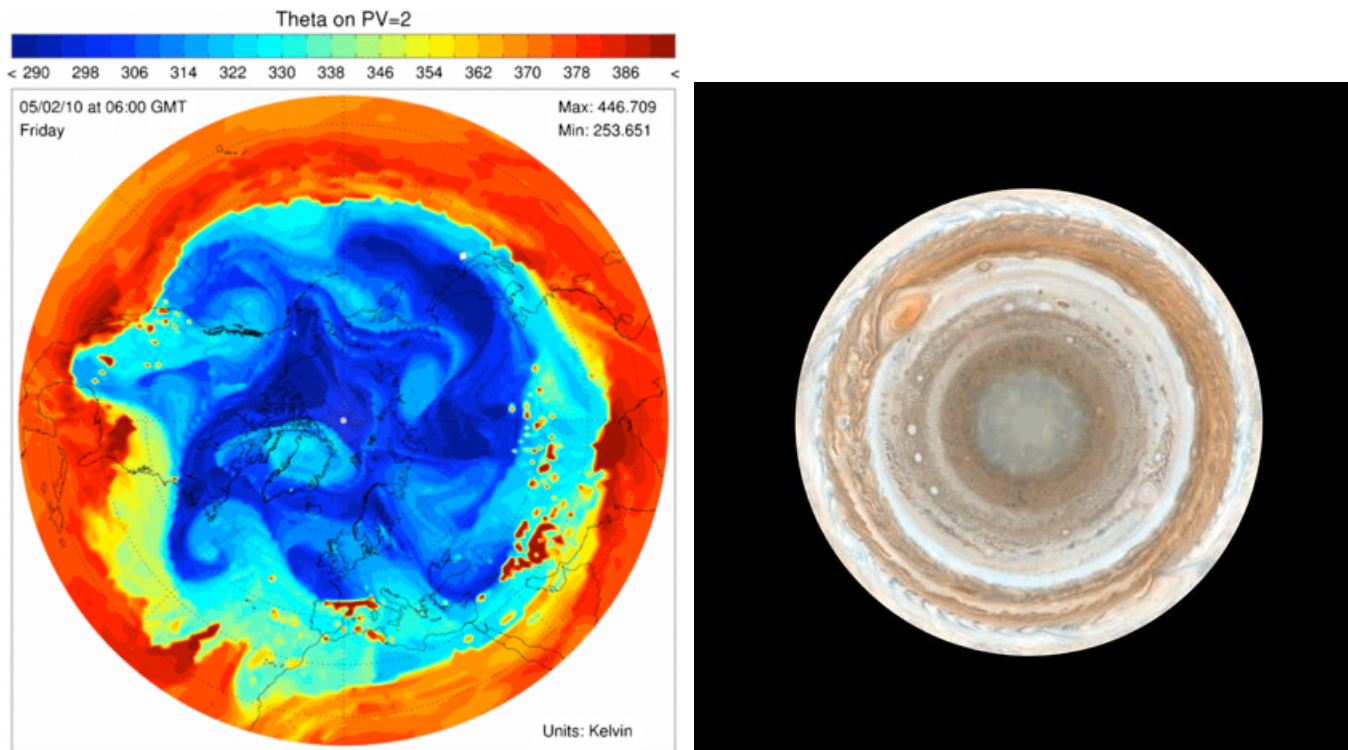 Theta on PV=2
< 290 298 306 314 322 330 338 346 354 362 370 378 386 <
05/02/10 at 06:00 GMT
Max: 446.709
Friday
Min: 253.651
Units: Kelvin